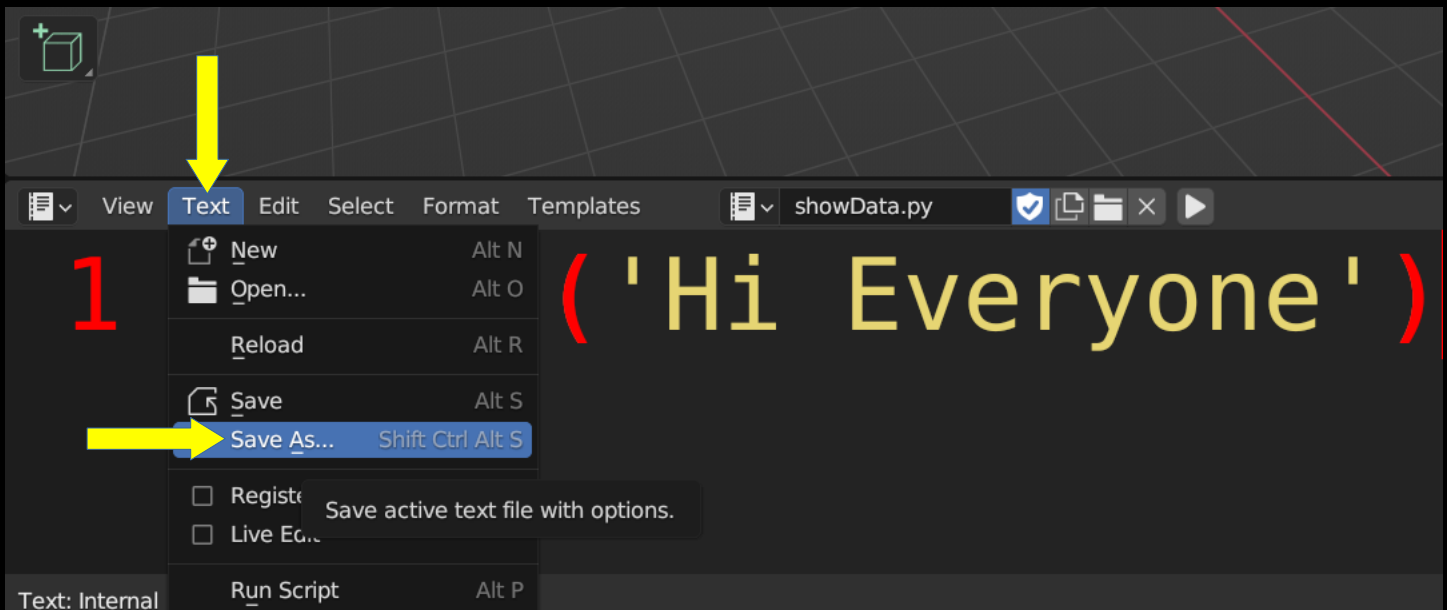 View Text Edit Select Format Templates showData.py
1 ('Hi Everyone')
New Alt N
Open... Alt O
Reload Alt R
Save Alt S
Save As... Shift Ctrl Alt S
Save active text file with options.
Live
Run Script Alt P
Text: Internal